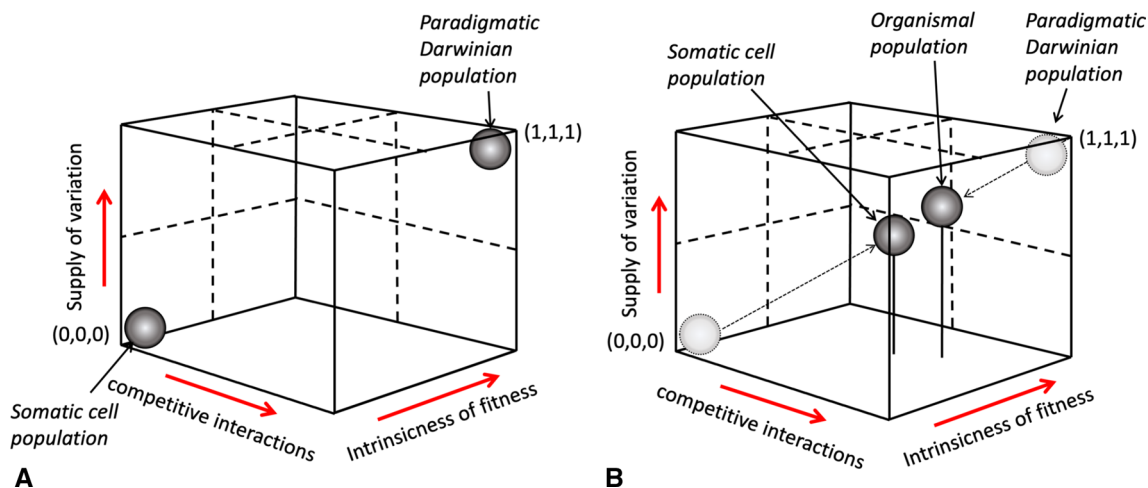 Paradigmatic
Darwinian
population
(1,1,1)
Supply of variation
(0,0,0)
competitive interactions
Intrinsicness of fitness
Somatic cell
population
A
Somatic cell
population
Organismal
population
Paradigmatic
Darwinian
population
(1,1,1)
Supply of variation
(0,0,0)
competitive interactions
Intrinsicness of fitness
B